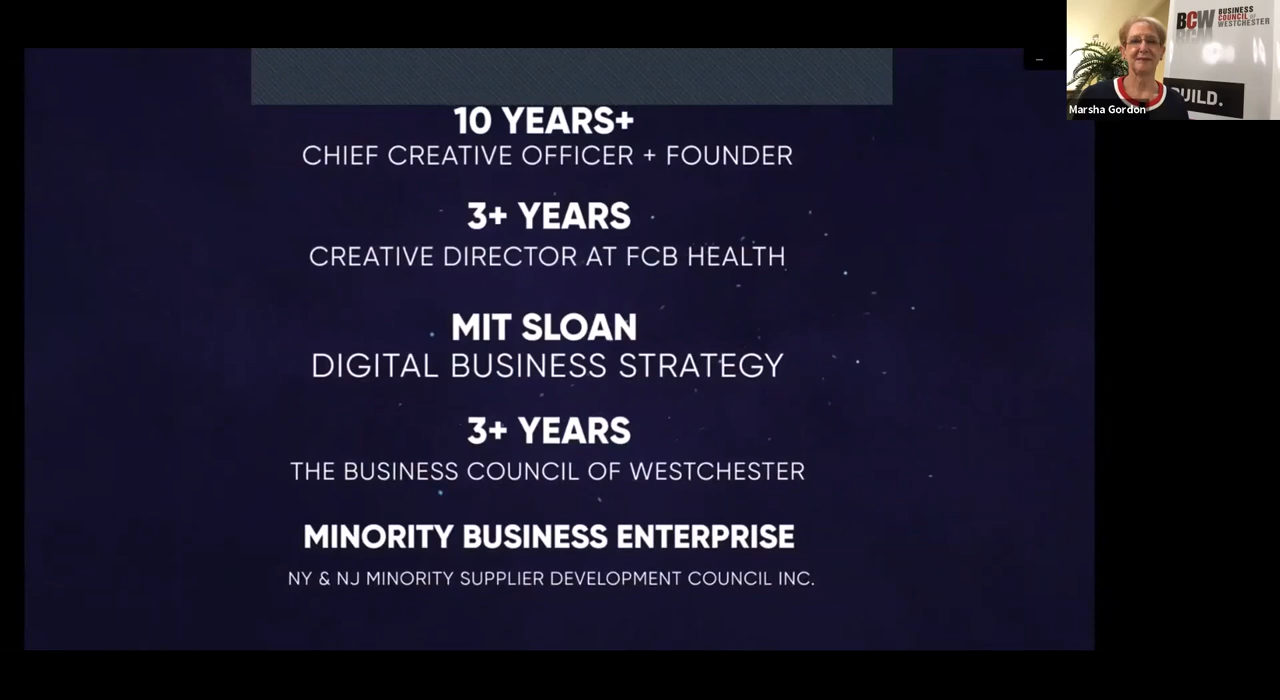 10 YEARS+
CHIEF CREATIVE OFFICER + FOUNDER
3+ YEARS
CREATIVE DIRECTOR AT FCB HEALTH
MIT SLOAN
DIGITAL BUSINESS STRATEGY
3+ YEARS
THE BUSINESS COUNCIL OF WESTCHESTER
MINORITY BUSINESS ENTERPRISE
NY & NJ MINORITY SUPPLIER DEVELOPMENT COUNCIL INC.
BCW BUSINESS
COUNCIL of
WESTCHESTER
UILD.
Marsha Gordon